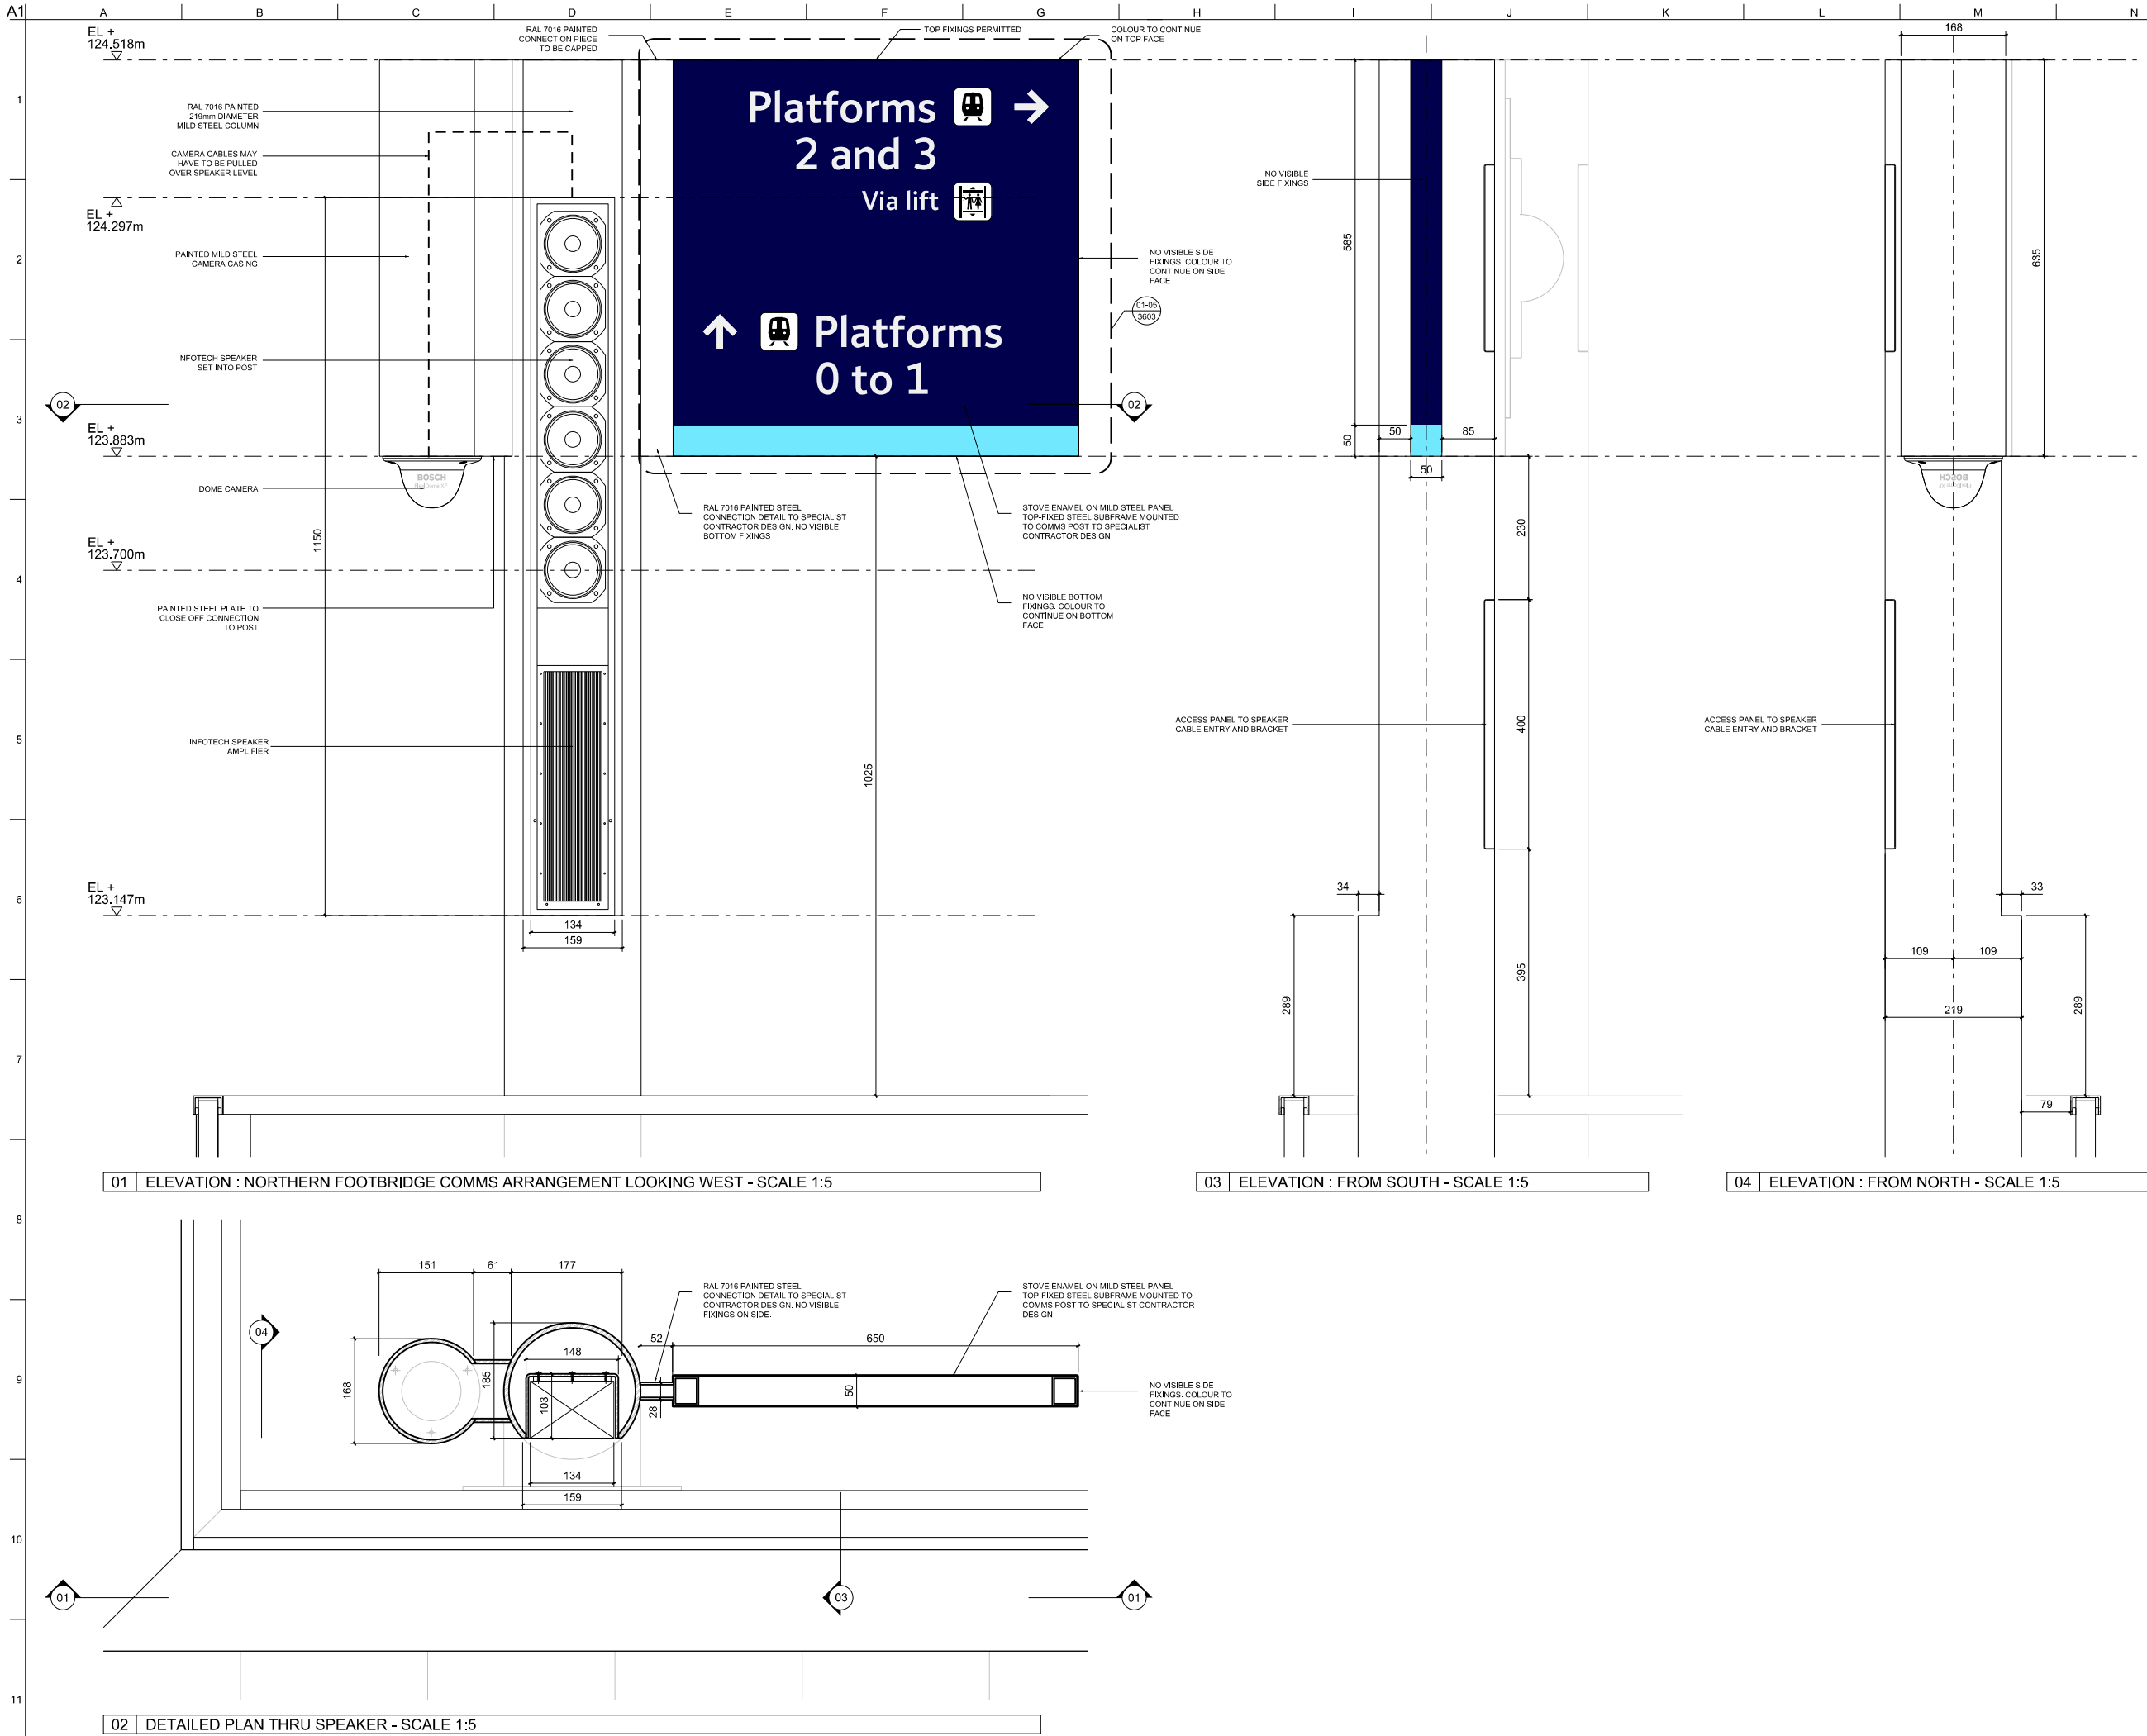 A1
A B C D E F G H I J K L M N
1
2
3
4
5
6
7
8
9
10
11
EL +
124.518m
EL +
124.297m
EL +
123.883m
EL +
123.700m
EL +
123.147m
RAL 7016 PAINTED
CONNECTION PIECE
TO BE CAPPED
TOP FIXINGS PERMITTED
COLOUR TO CONTINUE
ON TOP FACE
RAL 7016 PAINTED
219mm DIAMETER
MILD STEEL COLUMN
CAMERA CABLES MAY
HAVE TO BE PULLED
OVER SPEAKER LEVEL
PAINTED MILD STEEL
CAMERA CASING
INFOTECH SPEAKER
SET INTO POST
DOME CAMERA
PAINTED STEEL PLATE TO
CLOSE OFF CONNECTION
TO POST
INFOTECH SPEAKER
AMPLIFIER
BOSCH
Platforms
2 and 3
Via lift
Platforms
0 to 1
NO VISIBLE SIDE
FIXINGS. COLOUR TO
CONTINUE ON SIDE
FACE
01-05
3603
02
02
RAL 7016 PAINTED STEEL
CONNECTION DETAIL TO SPECIALIST
CONTRACTOR DESIGN. NO VISIBLE
BOTTOM FIXINGS
STOVE ENAMEL ON MILD STEEL PANEL
TOP-FIXED STEEL SUBFRAME MOUNTED
TO COMMS POST TO SPECIALIST
CONTRACTOR DESIGN
NO VISIBLE BOTTOM
FIXINGS. COLOUR TO
CONTINUE ON BOTTOM
FACE
1150
1025
134
159
01 ELEVATION : NORTHERN FOOTBRIDGE COMMS ARRANGEMENT LOOKING WEST - SCALE 1:5
NO VISIBLE
SIDE FIXINGS
585
50
50
85
50
230
400
395
34
289
ACCESS PANEL TO SPEAKER
CABLE ENTRY AND BRACKET
03 ELEVATION : FROM SOUTH - SCALE 1:5
168
635
BOSCH
ACCESS PANEL TO SPEAKER
CABLE ENTRY AND BRACKET
33
109
109
219
289
79
04 ELEVATION : FROM NORTH - SCALE 1:5
151
61
177
04
168
185
148
103
134
159
52
28
650
50
RAL 7016 PAINTED STEEL
CONNECTION DETAIL TO SPECIALIST
CONTRACTOR DESIGN. NO VISIBLE
FIXINGS ON SIDE.
STOVE ENAMEL ON MILD STEEL PANEL
TOP-FIXED STEEL SUBFRAME MOUNTED TO
COMMS POST TO SPECIALIST CONTRACTOR
DESIGN
NO VISIBLE SIDE
FIXINGS. COLOUR TO
CONTINUE ON SIDE
FACE
01
03
01
02 DETAILED PLAN THRU SPEAKER - SCALE 1:5